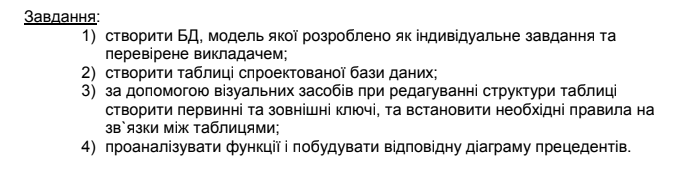 Завдання:
1) створити БД, модель якої розроблено як індивідуальне завдання та
перевірене викладачем;
2) створити таблиці спроектованої бази даних;
3) за допомогою візуальних засобів при редагуванні структури таблиці
створити первинні та зовнішні ключі, та встановити необхідні правила на
зв`язки між таблицями;
4) проаналізувати функції і побудувати відповідну діаграму прецедентів.